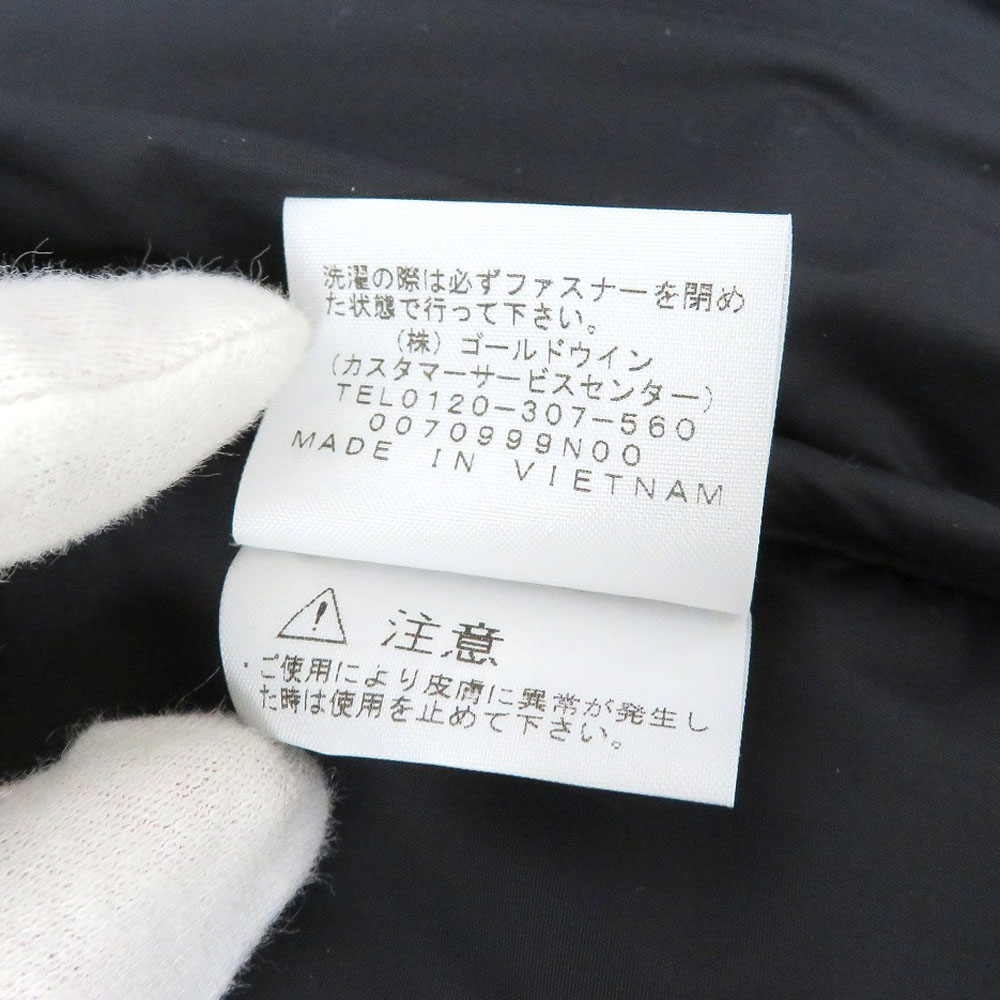 洗濯の際は必ずファスナーを閉め
た状態で行って下さい。
(株) ゴールドウイン
(カスタマーサービスセンター)
TEL0120-307-560
0070999N00
MADE IN VIETNAM
注意
・ご使用により皮膚に異常が発生し
た時は使用を止めて下さい。